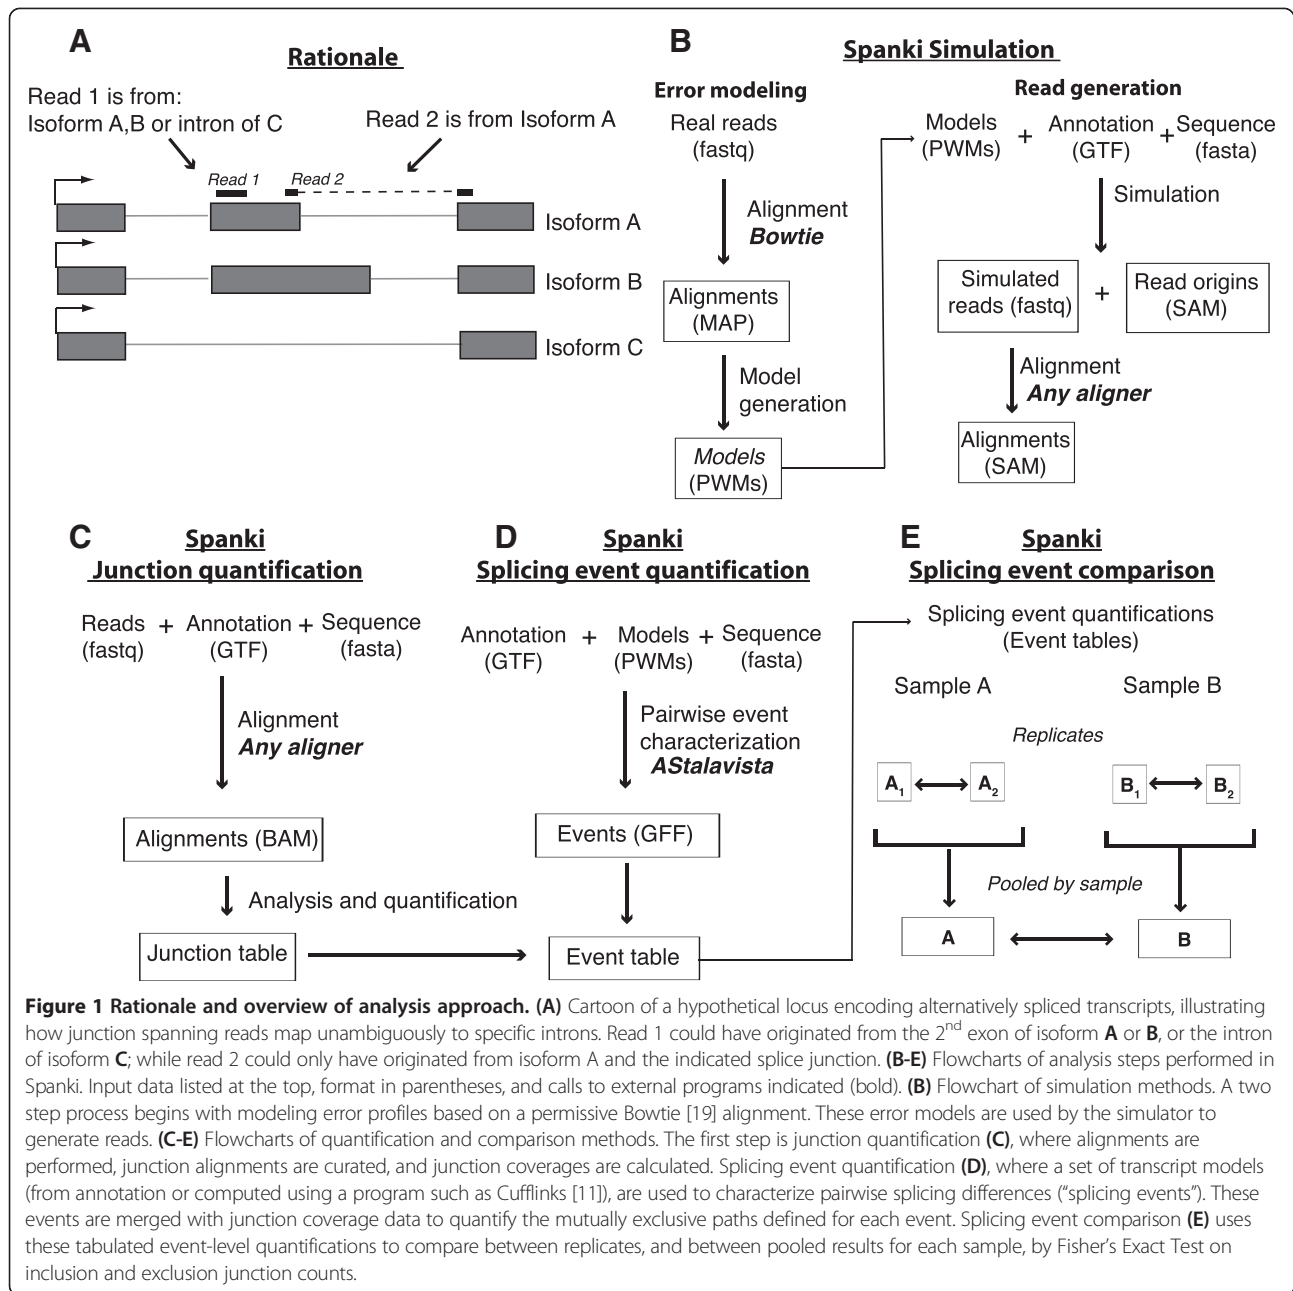 A
Rationale
Read 1 is from:
Isoform A,B or intron of C
Read 2 is from Isoform A
Read 1
Read 2
Isoform A
Isoform B
Isoform C
B
Spanki Simulation
Error modeling
Real reads
(fastq)
Alignment
Bowtie
Alignments
(MAP)
Model
generation
Models
(PWMs)
Read generation
Models
(PWMs)
+
Annotation
(GTF)
+
Sequence
(fasta)
Simulation
Simulated
reads (fastq)
+
Read origins
(SAM)
Alignment
Any aligner
Alignments
(SAM)
C
Spanki
Junction quantification
Reads
(fastq)
+
Annotation
(GTF)
+
Sequence
(fasta)
Alignment
Any aligner
Alignments (BAM)
Analysis and quantification
Junction table
D
Spanki
Splicing event quantification
Annotation
(GTF)
+
Models
(PWMs)
+
Sequence
(fasta)
Pairwise event
characterization
AStalavista
Events (GFF)
Event table
E
Spanki
Splicing event comparison
Splicing event quantifications
(Event tables)
Sample A
Sample B
Replicates
A1
A2
B1
B2
Pooled by sample
A
B
Figure 1 Rationale and overview of analysis approach. (A) Cartoon of a hypothetical locus encoding alternatively spliced transcripts, illustrating
how junction spanning reads map unambiguously to specific introns. Read 1 could have originated from the 2nd exon of isoform A or B, or the intron
of isoform C; while read 2 could only have originated from isoform A and the indicated splice junction. (B-E) Flowcharts of analysis steps performed in
Spanki. Input data listed at the top, format in parentheses, and calls to external programs indicated (bold). (B) Flowchart of simulation methods. A two
step process begins with modeling error profiles based on a permissive Bowtie [19] alignment. These error models are used by the simulator to
generate reads. (C-E) Flowcharts of quantification and comparison methods. The first step is junction quantification (C), where alignments are
performed, junction alignments are curated, and junction coverages are calculated. Splicing event quantification (D), where a set of transcript models
(from annotation or computed using a program such as Cufflinks [11]), are used to characterize pairwise splicing differences (“splicing events”). These
events are merged with junction coverage data to quantify the mutually exclusive paths defined for each event. Splicing event comparison (E) uses
these tabulated event-level quantifications to compare between replicates, and between pooled results for each sample, by Fisher’s Exact Test on
inclusion and exclusion junction counts.